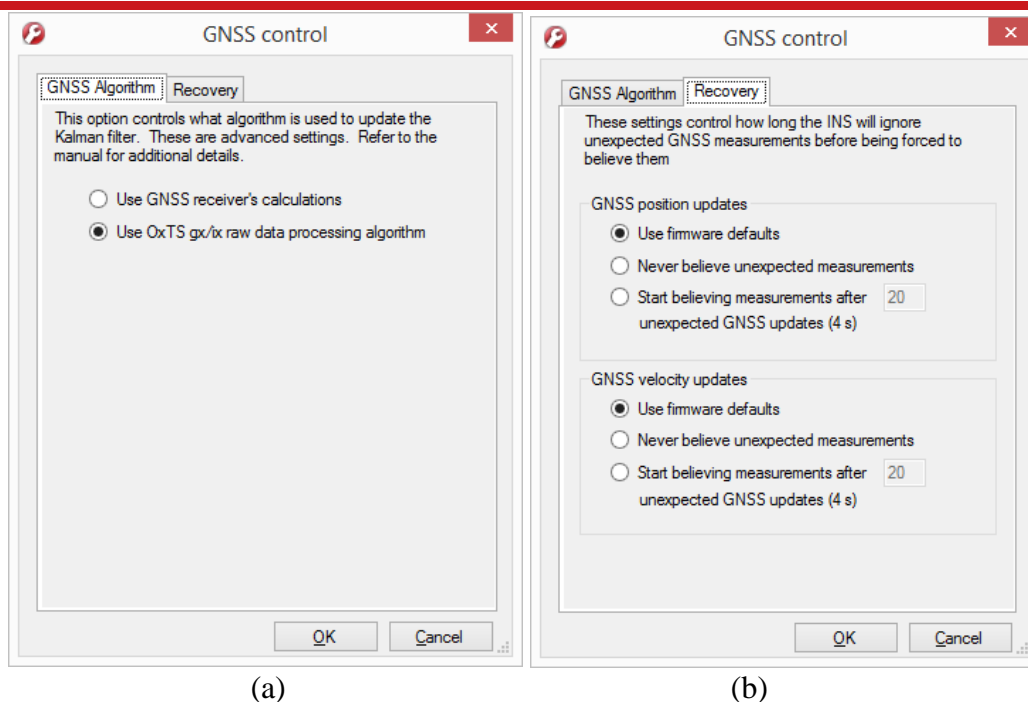 GNSS control
GNSS Algorithm Recovery
This option controls what algorithm is used to update the
Kalman filter. These are advanced settings. Refer to the
manual for additional details.
Use GNSS receiver's calculations
Use OxTS gx/ix raw data processing algorithm
OK Cancel
(a)
GNSS control
GNSS Algorithm Recovery
These settings control how long the INS will ignore
unexpected GNSS measurements before being forced to
believe them
GNSS position updates
Use firmware defaults
Never believe unexpected measurements
Start believing measurements after 20
unexpected GNSS updates (4 s)
GNSS velocity updates
Use firmware defaults
Never believe unexpected measurements
Start believing measurements after 20
unexpected GNSS updates (4 s)
OK Cancel
(b)